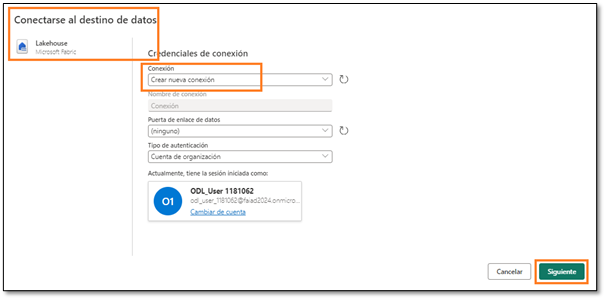 Conectarse al destino de datos
Lakehouse
Microsoft Fabric
Credenciales de conexión
Conexión
Crear nueva conexión
Nombre de conexión
Conexión
Puerta de enlace de datos
(ninguno)
Tipo de autenticación
Cuenta de organización
Actualmente, tiene la sesión iniciada como:
O1
ODL_User 1181062
odl_user_1181062@faiad2024.onmicro...
Cambiar de cuenta
Cancelar
Siguiente